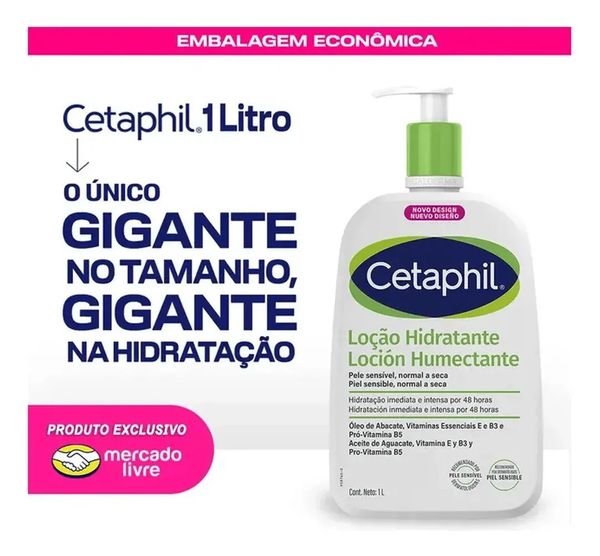 EMBALAGEM ECONÔMICA
Cetaphil® 1 Litro
O ÚNICO
GIGANTE
NO TAMANHO,
GIGANTE
NA HIDRATAÇÃO
PRODUTO EXCLUSIVO
mercado
livre
NOVO DESIGN
NUEVO DISEÑO
Cetaphil®
Loção Hidratante
Loción Humectante
Pele sensível, normal a seca
Piel sensible, normal a seca
Hidratação imediata e intensa por 48 horas
Hidratación inmediata e intensa por 48 horas
Óleo de Abacate, Vitaminas Essenciais E e B3 e
Pró-Vitamina B5
Aceite de Aguacate, Vitamina E y B3 y
Pro-Vitamina B5
Cont. Neto: 1 L
PELE SENSÍVEL
PIEL SENSIBLE